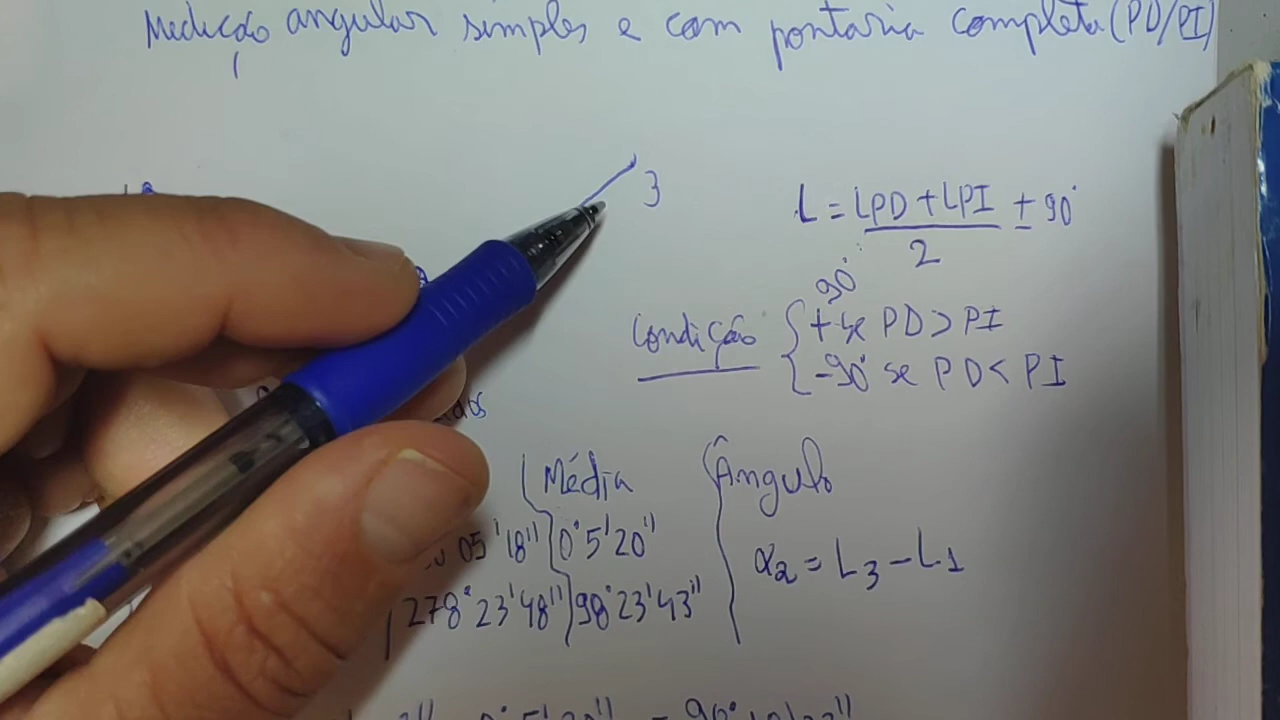 Medição angular simples e com pontaria completa (PD/PI)
3
L = LPD + LPI ± 90°
2
90°
Condição { + se PD > PI
- 90° se PD < PI
Média
Ângulo
05'18" 0°5'20"
α2 = L3 - L1
278°23'48" 98°23'43"